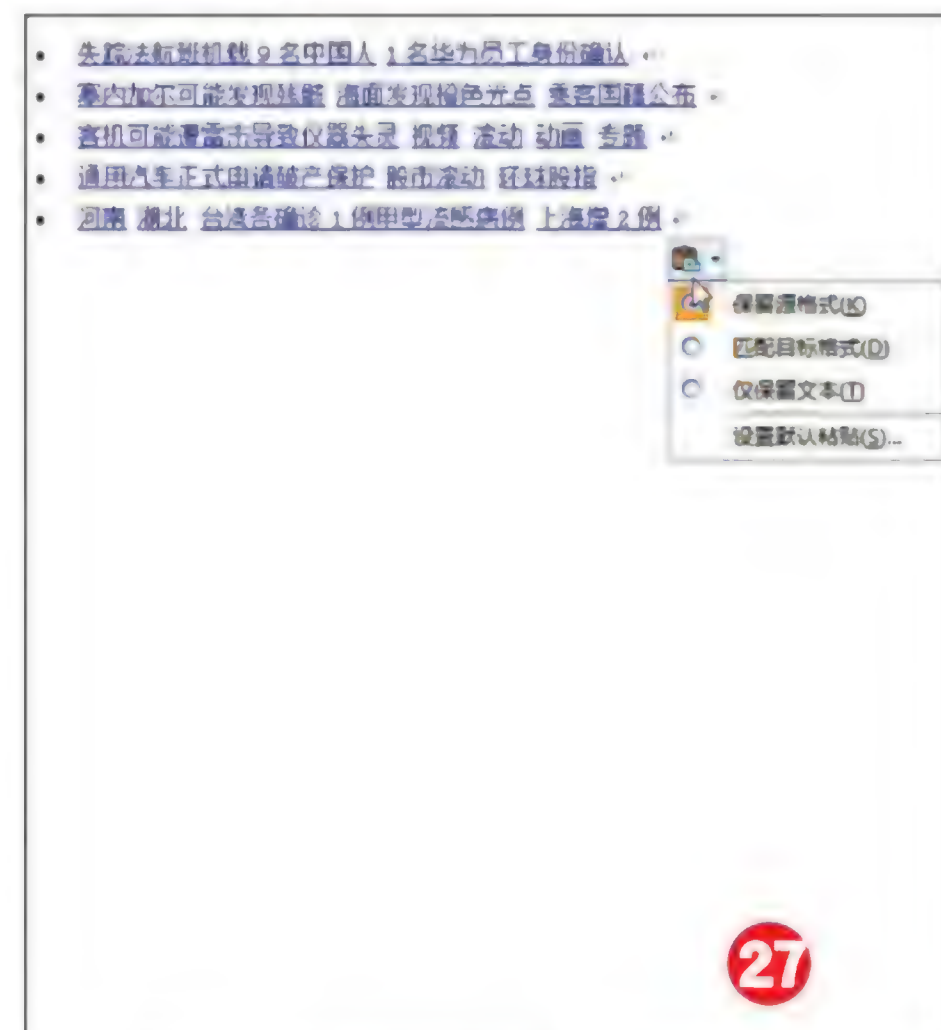 • 失踪法航班机载 9 名中国人 1 名华为员工身份确认
• 塞内加尔可能发现残骸 海面发现橙色光点 乘客国籍公布
• 客机可能遭雷击导致仪器失灵 视频 滚动 动画 专题
• 通用汽车正式申请破产保护 股市滚动 环球股指
• 河南 湖北 台湾各确诊 1 例甲型流感病例 上海增 2 例
保留源格式(K)
匹配目标格式(D)
仅保留文本(T)
设置默认粘贴(S)...
27